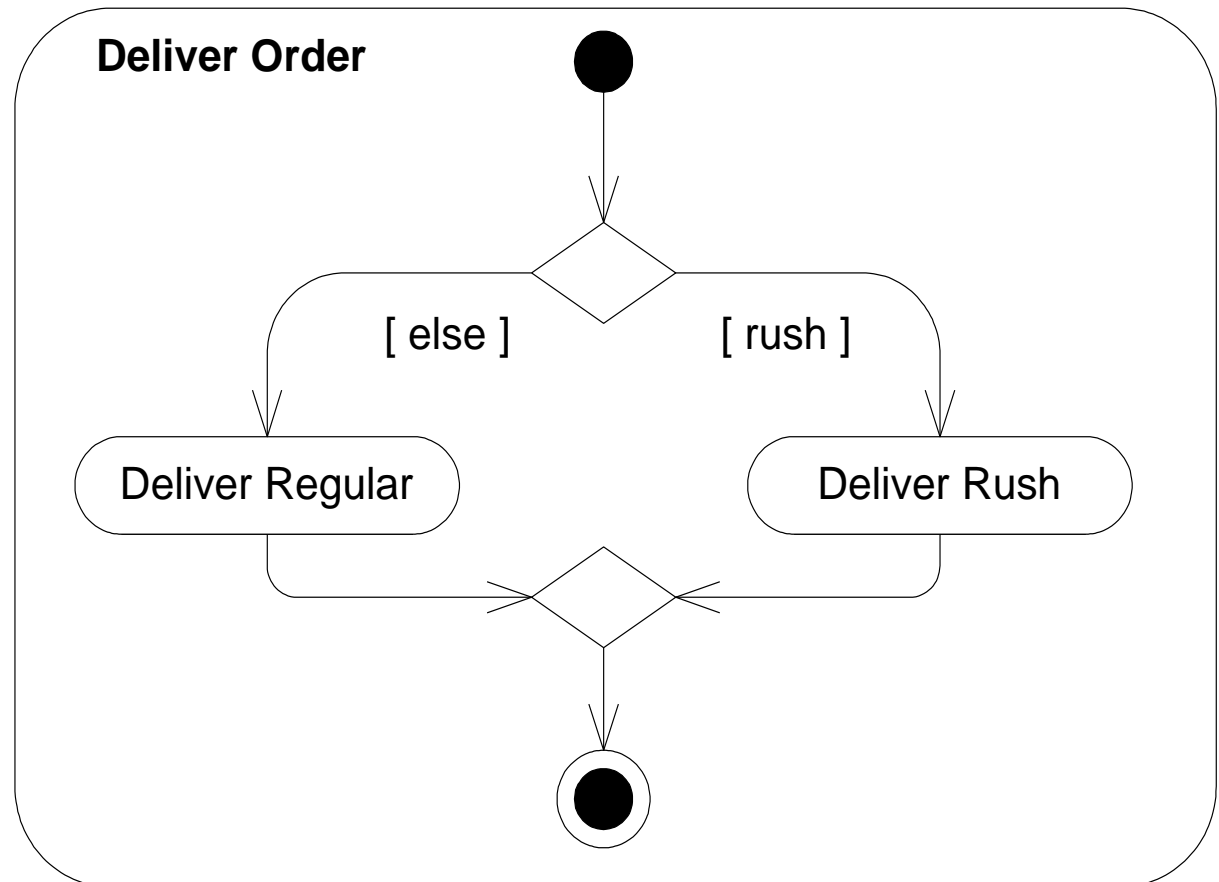 Deliver Order
[ else ]
[ rush ]
Deliver Regular
Deliver Rush